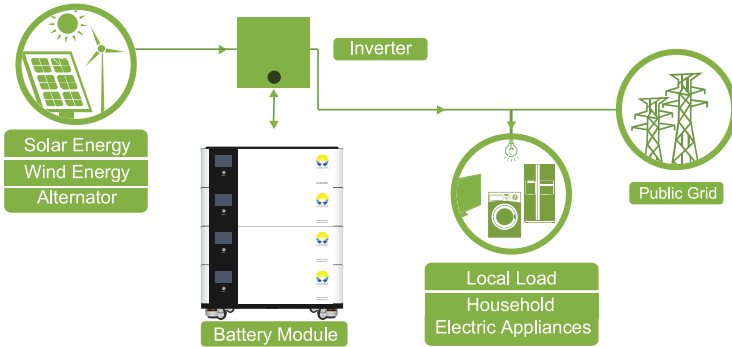 Inverter
Solar Energy
Wind Energy
Alternator
Public Grid
Local Load
Household
Electric Appliances
Battery Module